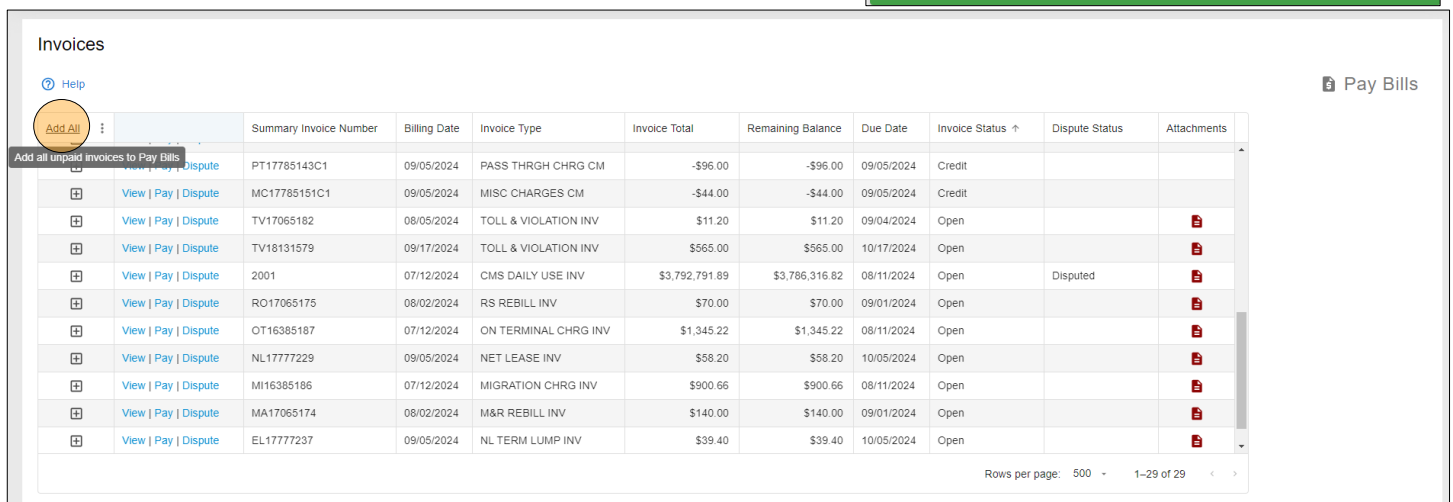 Invoices
Help
Pay Bills
Add All Summary Invoice Number Billing Date Invoice Type Invoice Total Remaining Balance Due Date Invoice Status ↑ Dispute Status Attachments
Add all unpaid invoices to Pay Bills
View | Pay | Dispute PT17785143C1 09/05/2024 PASS THRGH CHRG CM -$96.00 -$96.00 09/05/2024 Credit
View | Pay | Dispute MC17785151C1 09/05/2024 MISC CHARGES CM -$44.00 -$44.00 09/05/2024 Credit
View | Pay | Dispute TV17065182 08/05/2024 TOLL & VIOLATION INV $11.20 $11.20 09/04/2024 Open
View | Pay | Dispute TV18131579 09/17/2024 TOLL & VIOLATION INV $565.00 $565.00 10/17/2024 Open
View | Pay | Dispute 2001 07/12/2024 CMS DAILY USE INV $3,792,791.89 $3,786,316.82 08/11/2024 Open Disputed
View | Pay | Dispute RO17065175 08/02/2024 RS REBILL INV $70.00 $70.00 09/01/2024 Open
View | Pay | Dispute OT16385187 07/12/2024 ON TERMINAL CHRG INV $1,345.22 $1,345.22 08/11/2024 Open
View | Pay | Dispute NL17777229 09/05/2024 NET LEASE INV $58.20 $58.20 10/05/2024 Open
View | Pay | Dispute MI16385186 07/12/2024 MIGRATION CHRG INV $900.66 $900.66 08/11/2024 Open
View | Pay | Dispute MA17065174 08/02/2024 M&R REBILL INV $140.00 $140.00 09/01/2024 Open
View | Pay | Dispute EL17777237 09/05/2024 NL TERM LUMP INV $39.40 $39.40 10/05/2024 Open
Rows per page: 500 1–29 of 29